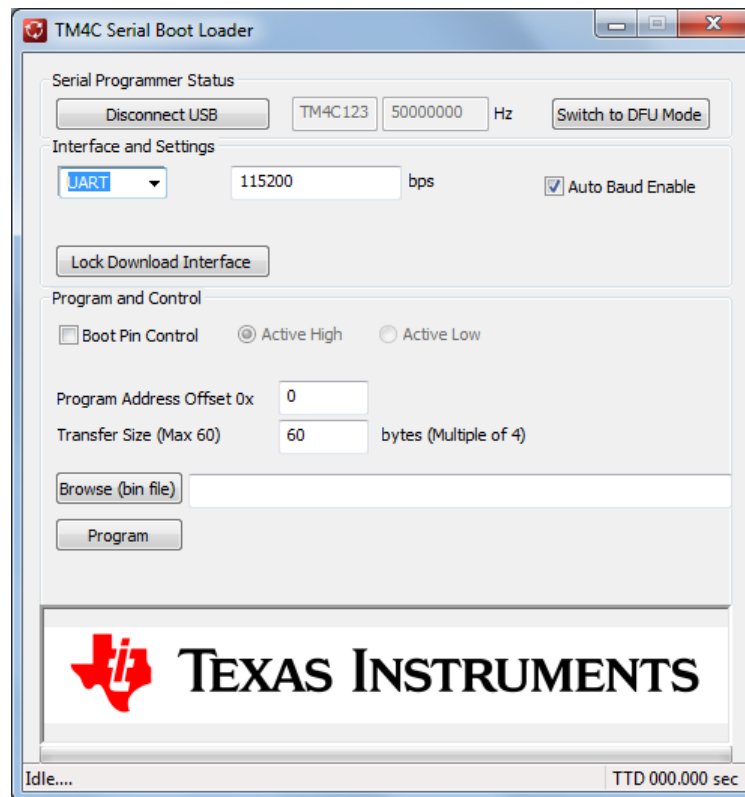 TM4C Serial Boot Loader
Serial Programmer Status
Disconnect USB TM4C123 50000000 Hz Switch to DFU Mode
Interface and Settings
UART 115200 bps Auto Baud Enable
Lock Download Interface
Program and Control
Boot Pin Control Active High Active Low
Program Address Offset 0x 0
Transfer Size (Max 60) 60 bytes (Multiple of 4)
Browse (bin file)
Program
TEXAS INSTRUMENTS
Idle.... TTD 000.000 sec